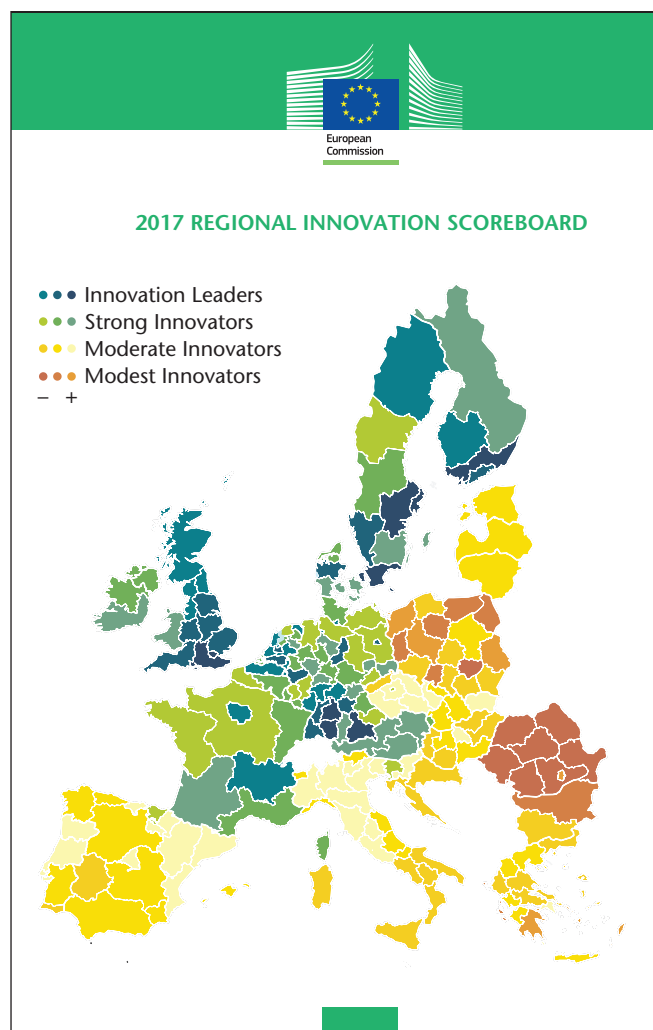 European
Commission
2017 REGIONAL INNOVATION SCOREBOARD
Innovation Leaders
Strong Innovators
Moderate Innovators
Modest Innovators
– +